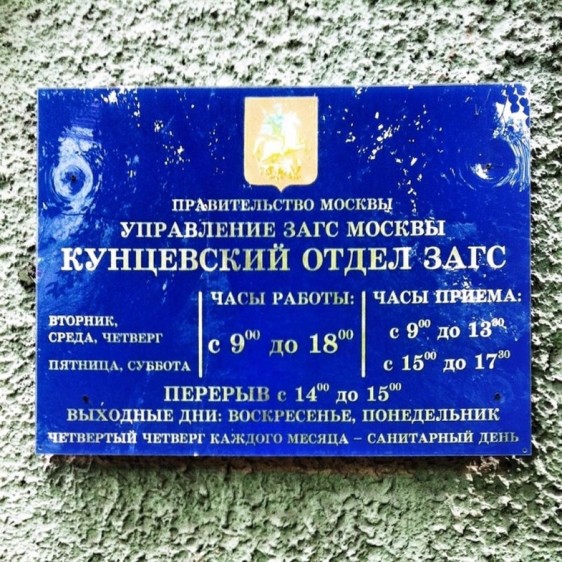 ПРАВИТЕЛЬСТВО МОСКВЫ
УПРАВЛЕНИЕ ЗАГС МОСКВЫ
КУНЦЕВСКИЙ ОТДЕЛ ЗАГС
ВТОРНИК,
СРЕДА, ЧЕТВЕРГ
ПЯТНИЦА, СУББОТА
ЧАСЫ РАБОТЫ:
с 9⁰⁰ до 18⁰⁰
ЧАСЫ ПРИЕМА:
с 9⁰⁰ до 13³⁰
с 15⁰⁰ до 17³⁰
ПЕРЕРЫВ с 14⁰⁰ до 15⁰⁰
ВЫХОДНЫЕ ДНИ: ВОСКРЕСЕНЬЕ, ПОНЕДЕЛЬНИК
ЧЕТВЕРТЫЙ ЧЕТВЕРГ КАЖДОГО МЕСЯЦА – САНИТАРНЫЙ ДЕНЬ